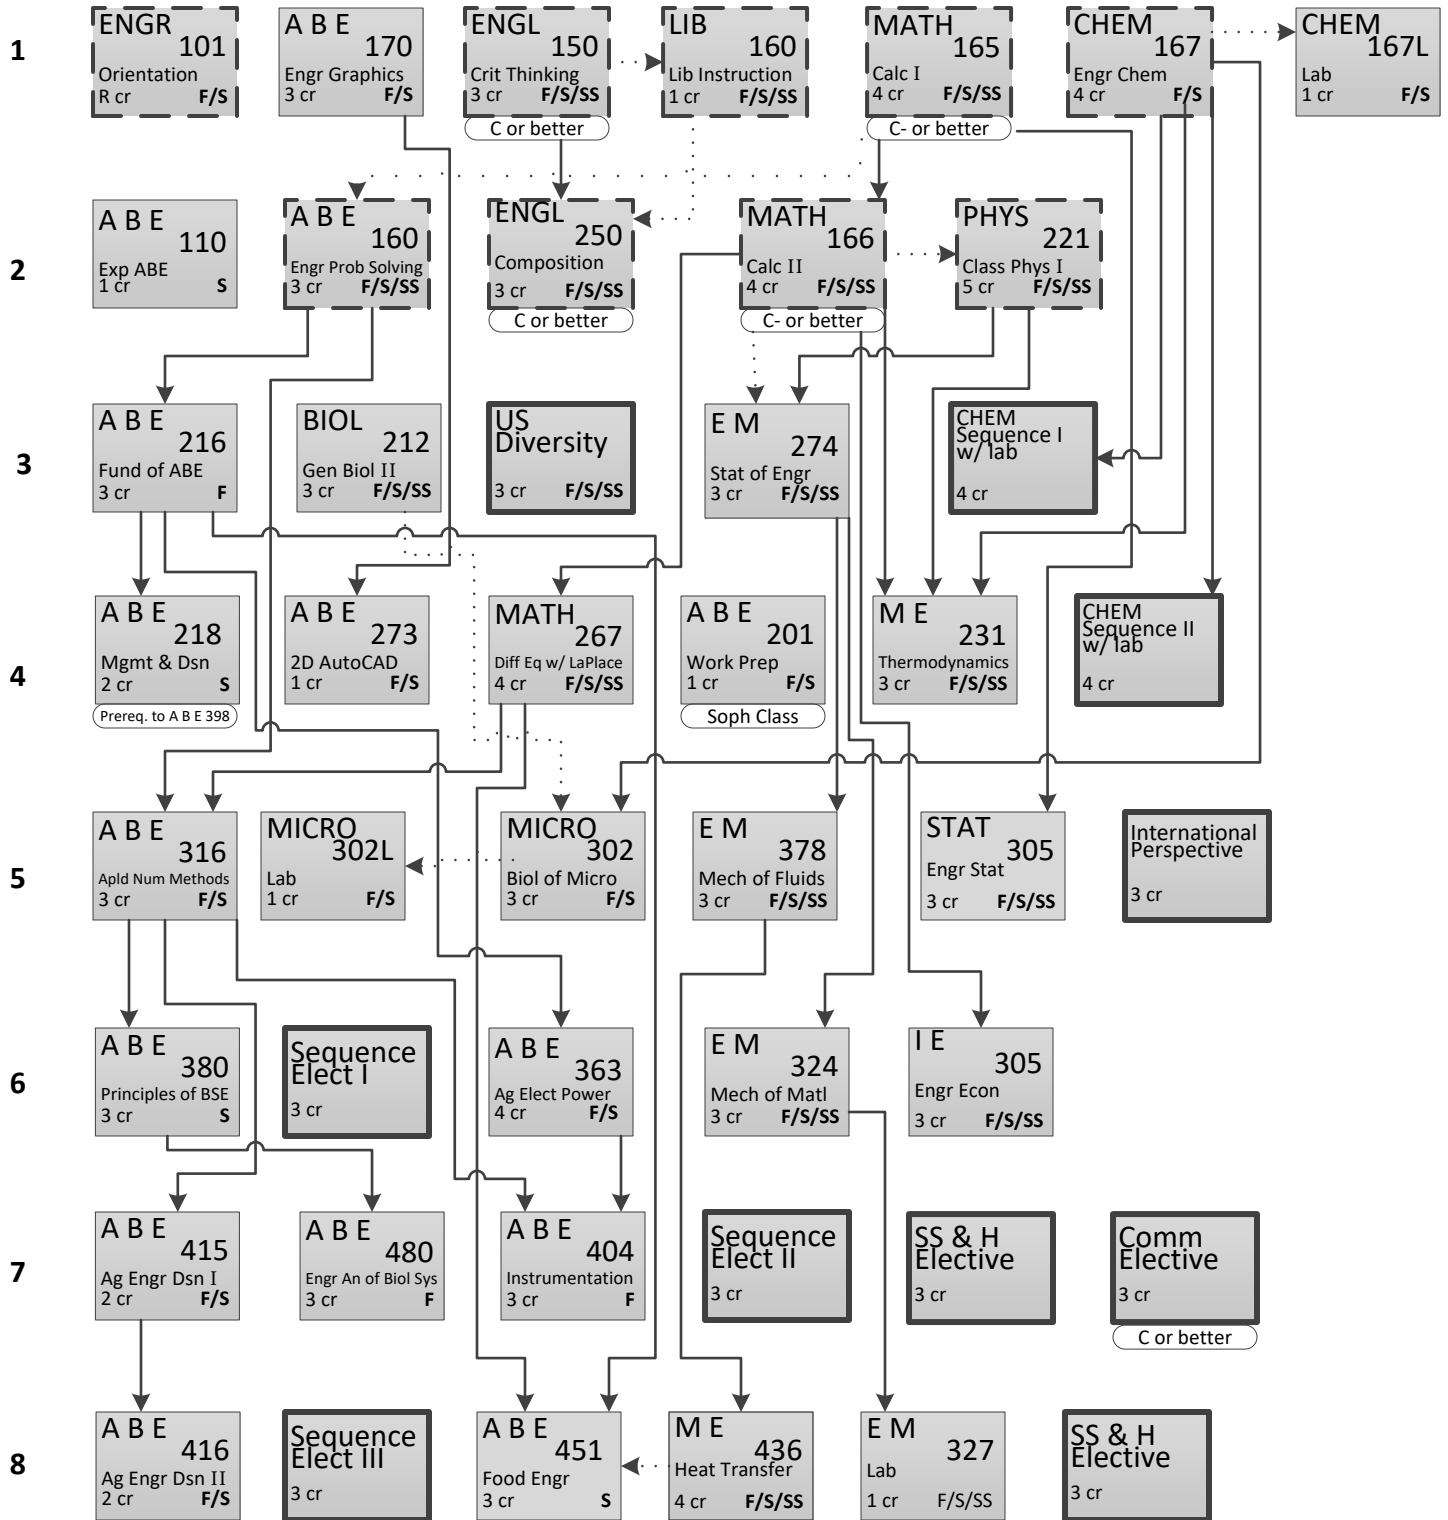 1
ENGR
101
Orientation
R cr F/S
A B E
170
Engr Graphics
3 cr F/S
ENGL
150
Crit Thinking
3 cr F/S/SS
C or better
LIB
160
Lib Instruction
1 cr F/S/SS
MATH
165
Calc I
4 cr F/S/SS
C- or better
CHEM
167
Engr Chem
4 cr F/S
CHEM
167L
Lab
1 cr F/S
2
A B E
110
Exp ABE
1 cr S
A B E
160
Engr Prob Solving
3 cr F/S/SS
ENGL
250
Composition
3 cr F/S/SS
C or better
MATH
166
Calc II
4 cr F/S/SS
C- or better
PHYS
221
Class Phys I
5 cr F/S/SS
3
A B E
216
Fund of ABE
3 cr F
BIOL
212
Gen Biol II
3 cr F/S/SS
US
Diversity
3 cr F/S/SS
E M
274
Stat of Engr
3 cr F/S/SS
CHEM
Sequence I
w/ lab
4 cr
4
A B E
218
Mgmt & Dsn
2 cr S
Prereq. to A B E 398
A B E
273
2D AutoCAD
1 cr F/S
MATH
267
Diff Eq w/ LaPlace
4 cr F/S/SS
A B E
201
Work Prep
1 cr F/S
Soph Class
M E
231
Thermodynamics
3 cr F/S/SS
CHEM
Sequence II
w/ lab
4 cr
5
A B E
316
Apld Num Methods
3 cr F/S
MICRO
302L
Lab
1 cr F/S
MICRO
302
Biol of Micro
3 cr F/S
E M
378
Mech of Fluids
3 cr F/S/SS
STAT
305
Engr Stat
3 cr F/S/SS
International
Perspective
3 cr
6
A B E
380
Principles of BSE
3 cr S
Sequence
Elect I
3 cr
A B E
363
Ag Elect Power
4 cr F/S
E M
324
Mech of Matl
3 cr F/S/SS
I E
305
Engr Econ
3 cr F/S/SS
7
A B E
415
Ag Engr Dsn I
2 cr F/S
A B E
480
Engr An of Biol Sys
3 cr F
A B E
404
Instrumentation
3 cr F
Sequence
Elect II
3 cr
SS & H
Elective
3 cr
Comm
Elective
3 cr
C or better
8
A B E
416
Ag Engr Dsn II
2 cr F/S
Sequence
Elect III
3 cr
A B E
451
Food Engr
3 cr S
M E
436
Heat Transfer
4 cr F/S/SS
E M
327
Lab
1 cr F/S/SS
SS & H
Elective
3 cr